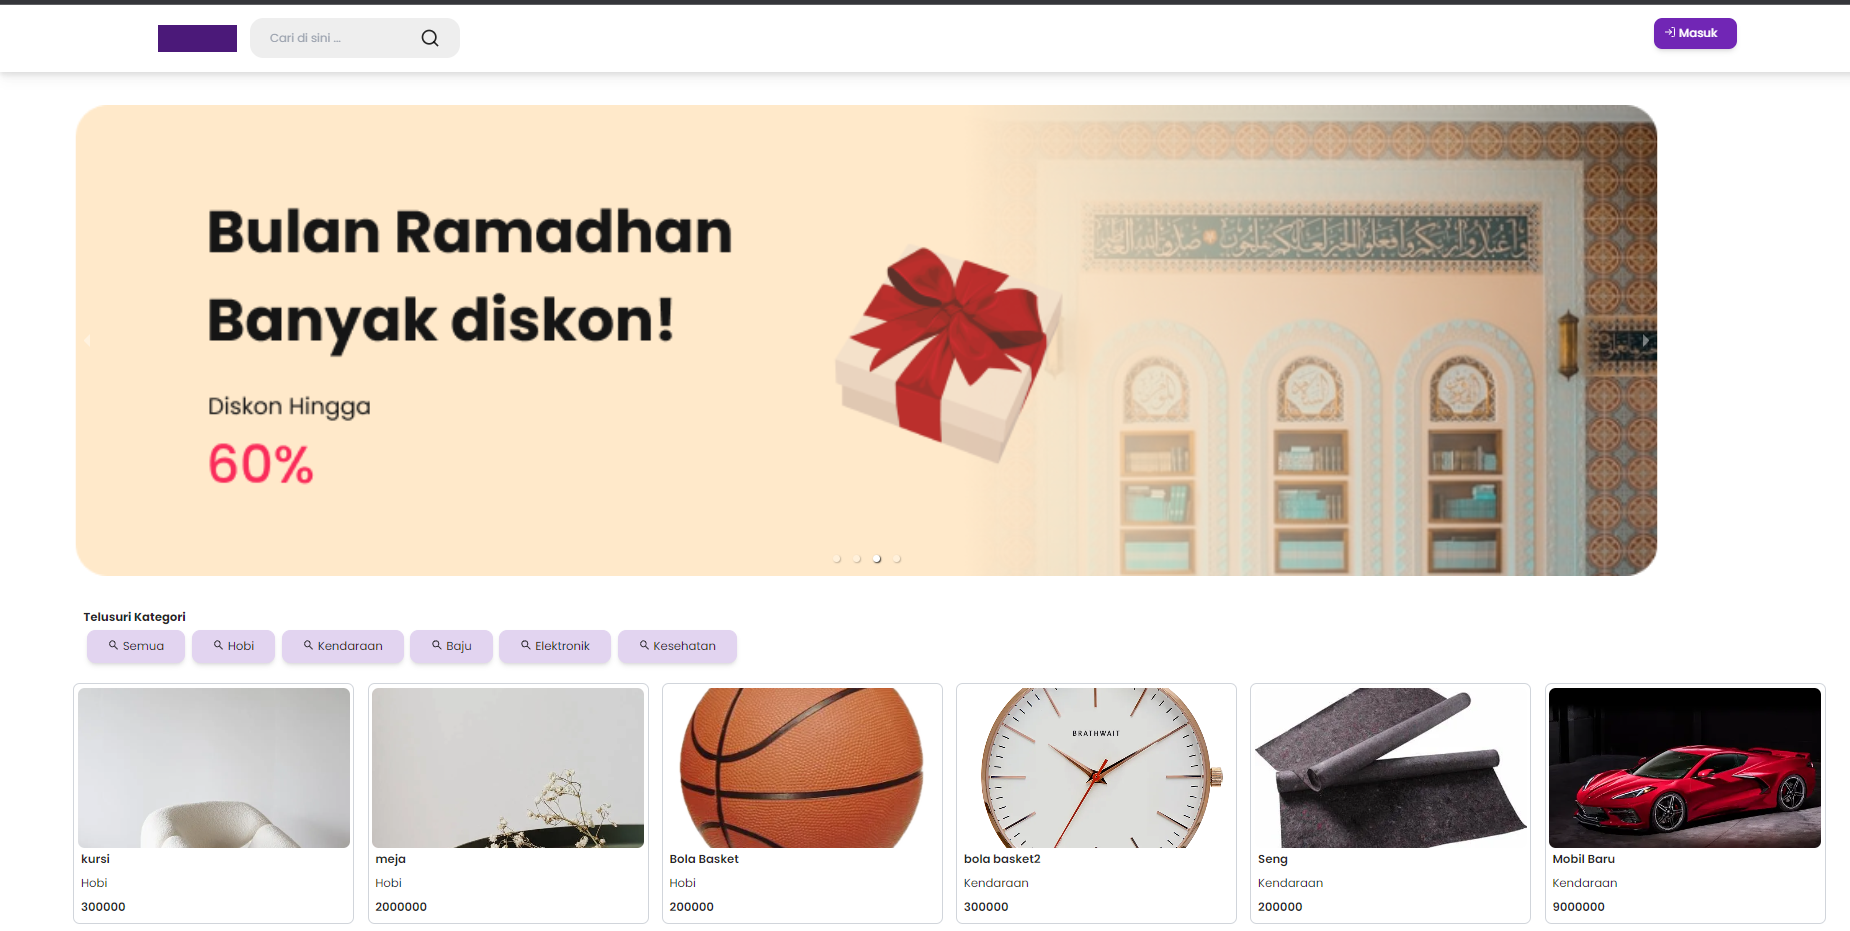 Cari di sini ...
Masuk
Bulan Ramadhan
Banyak diskon!
Diskon Hingga
60%
Telusuri Kategori
Semua
Hobi
Kendaraan
Baju
Elektronik
Kesehatan
BRATHWAIT
kursi
Hobi
300000
meja
Hobi
2000000
Bola Basket
Hobi
200000
bola basket2
Kendaraan
300000
Seng
Kendaraan
200000
Mobil Baru
Kendaraan
9000000